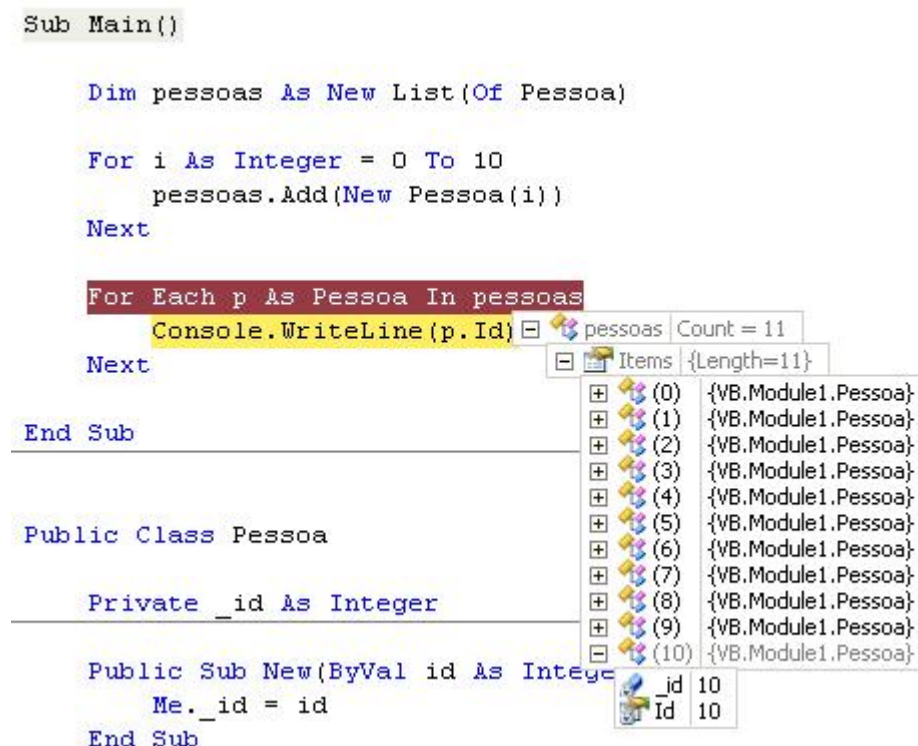 Sub Main()
Dim pessoas As New List(Of Pessoa)
For i As Integer = 0 To 10
pessoas.Add(New Pessoa(i))
Next
For Each p As Pessoa In pessoas
Console.WriteLine(p.Id)
pessoas Count = 11
Next
Items {Length=11}
(0) {VB.Module1.Pessoa}
(1) {VB.Module1.Pessoa}
(2) {VB.Module1.Pessoa}
(3) {VB.Module1.Pessoa}
(4) {VB.Module1.Pessoa}
(5) {VB.Module1.Pessoa}
(6) {VB.Module1.Pessoa}
(7) {VB.Module1.Pessoa}
(8) {VB.Module1.Pessoa}
(9) {VB.Module1.Pessoa}
(10) {VB.Module1.Pessoa}
_id 10
Id 10
End Sub
Public Class Pessoa
Private _id As Integer
Public Sub New(ByVal id As Intege
Me._id = id
End Sub